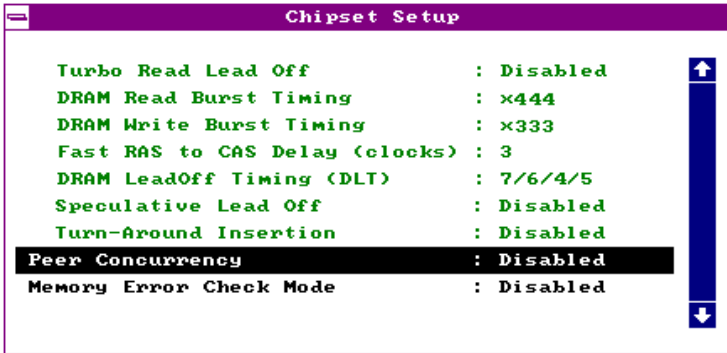 Chipset Setup
Turbo Read Lead Off : Disabled
DRAM Read Burst Timing : x444
DRAM Write Burst Timing : x333
Fast RAS to CAS Delay (clocks) : 3
DRAM LeadOff Timing (DLT) : 7/6/4/5
Speculative Lead Off : Disabled
Turn-Around Insertion : Disabled
Peer Concurrency : Disabled
Memory Error Check Mode : Disabled